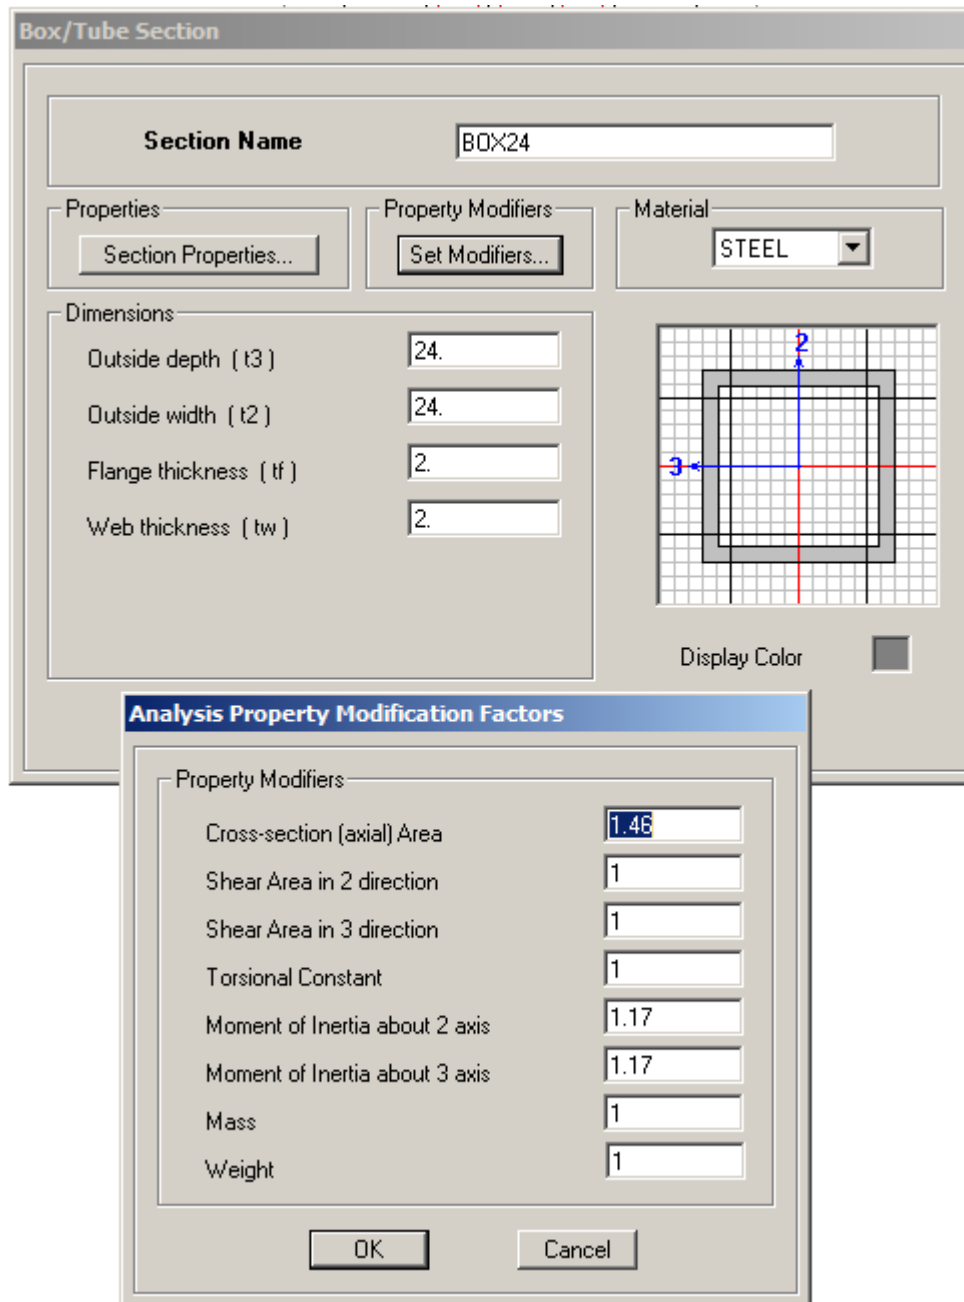 Box/Tube Section
Section Name BOX24
Properties Property Modifiers Material
Section Properties... Set Modifiers... STEEL
Dimensions
Outside depth ( t3 ) 24.
Outside width ( t2 ) 24.
Flange thickness ( tf ) 2.
Web thickness ( tw ) 2.
2
3
Display Color
Analysis Property Modification Factors
Property Modifiers
Cross-section (axial) Area 1.46
Shear Area in 2 direction 1
Shear Area in 3 direction 1
Torsional Constant 1
Moment of Inertia about 2 axis 1.17
Moment of Inertia about 3 axis 1.17
Mass 1
Weight 1
OK Cancel